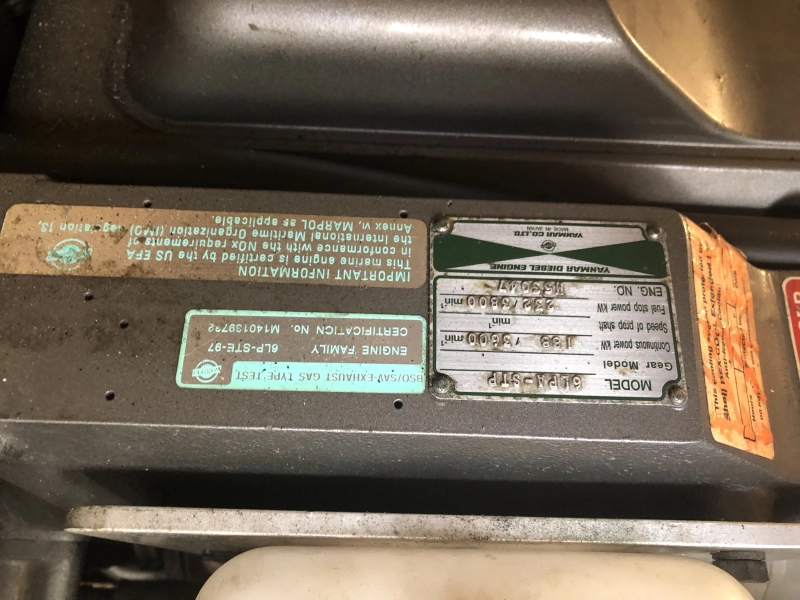 MODEL 6LPA-STP
Gear Model
Continuous power kW 188 /3600 min⁻¹
Speed of prop shaft min⁻¹
Fuel stop power kW 232/3800 min⁻¹
ENG. NO.
YANMAR DIESEL ENGINE
YANMAR CO.,LTD.
MADE IN JAPAN
BSO/SAV-EXHAUST GAS TYPE TEST
ENGINE FAMILY 6LP-STE-97
CERTIFICATION No. M140139732
IMPORTANT INFORMATION
This marine engine is certified by the US EPA
in conformance with the NOx requirements of
the International Maritime Organization (IMO) Regulation 13,
Annex vi, MARPOL as applicable.